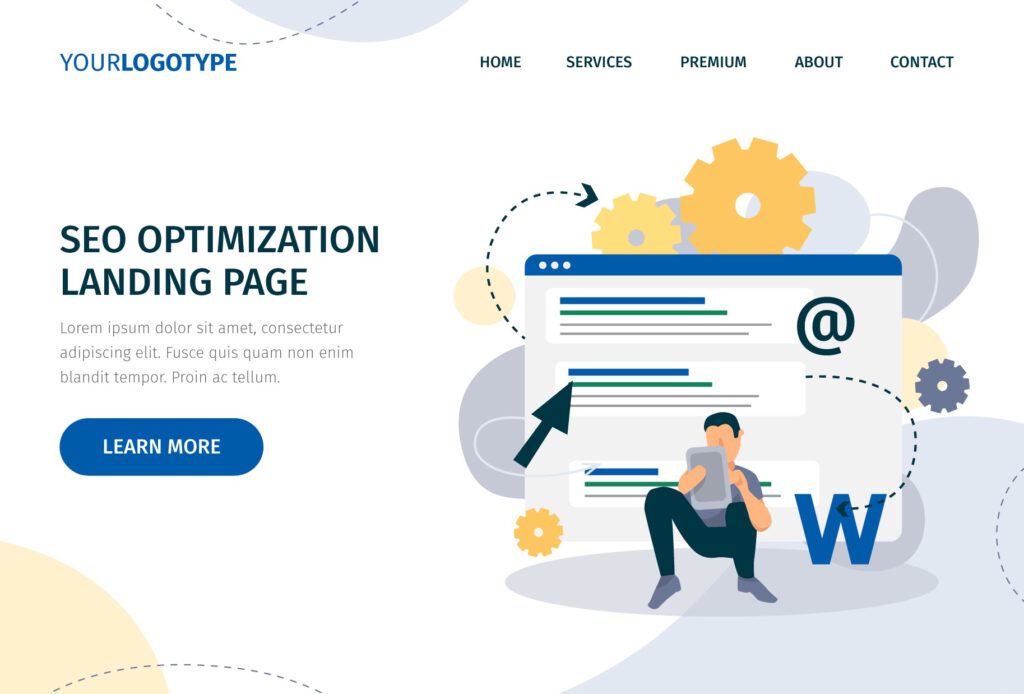 YOURLOGOTYPE
HOME SERVICES PREMIUM ABOUT CONTACT
SEO OPTIMIZATION
LANDING PAGE
Lorem ipsum dolor sit amet, consectetur
adipiscing elit. Fusce quis quam non enim
blandit tempor. Proin ac tellum.
LEARN MORE
@
W